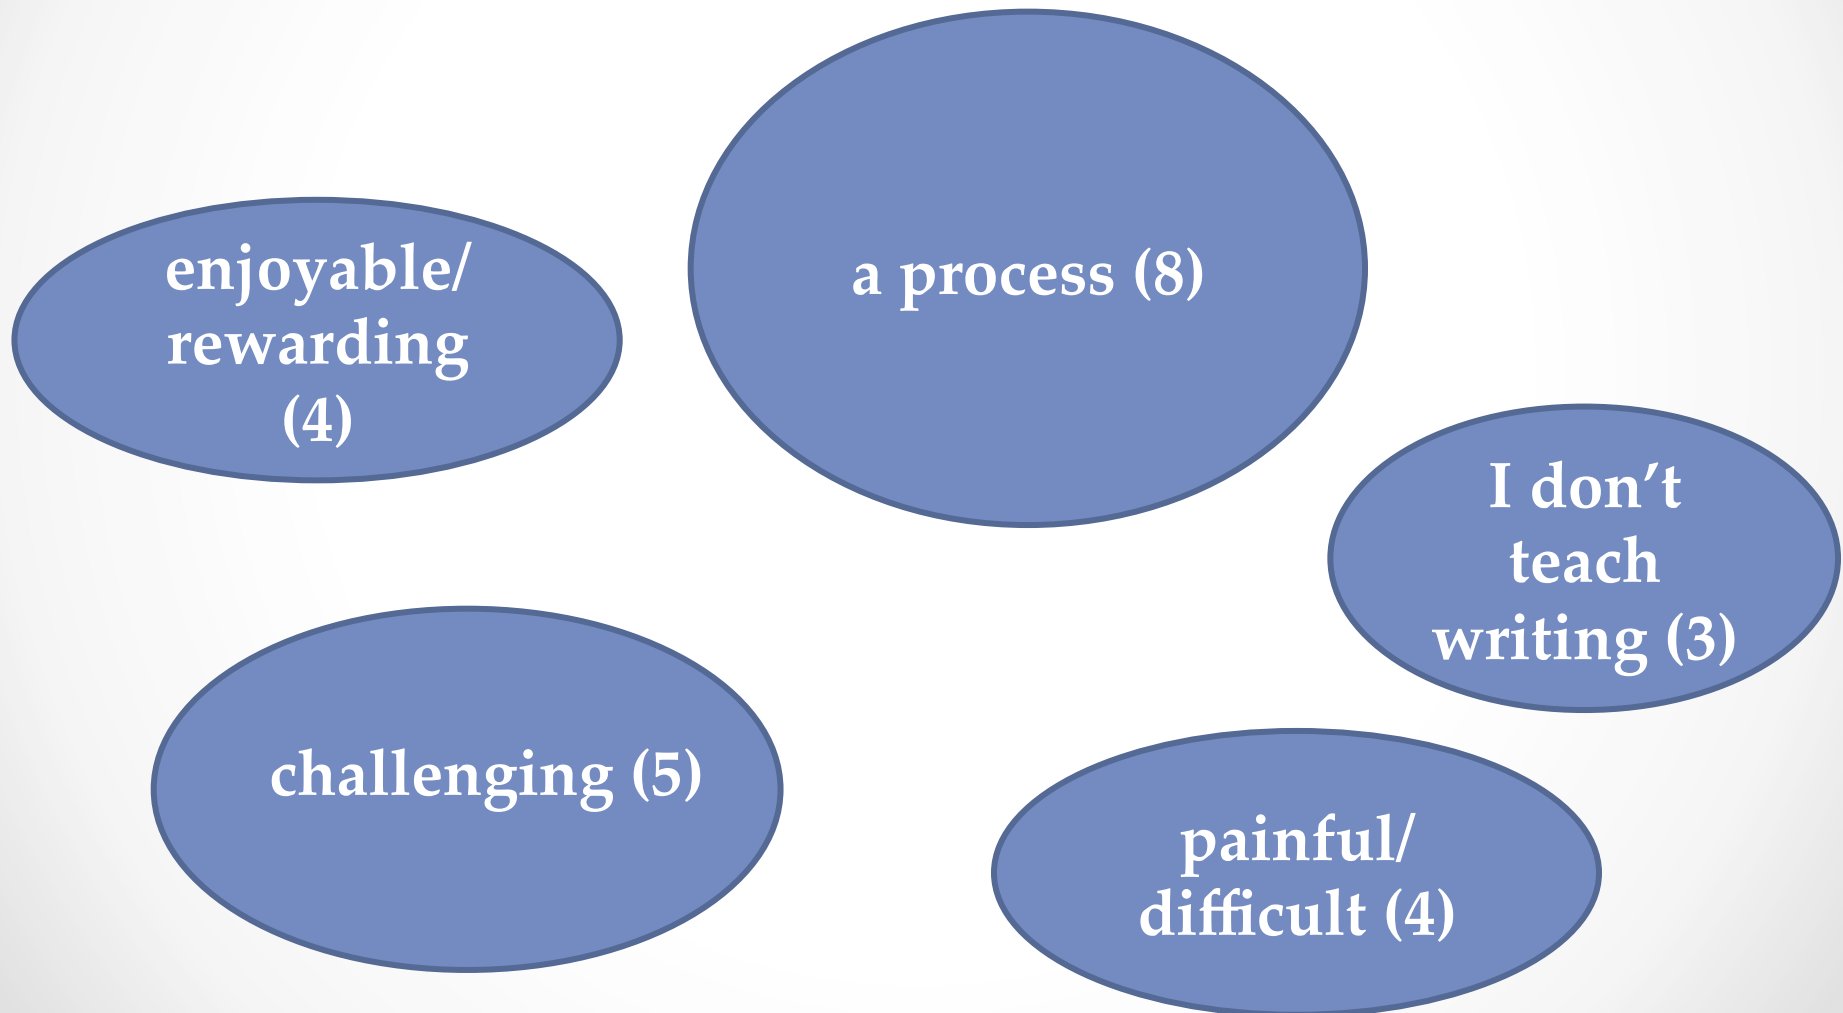 a process (8)
enjoyable/
rewarding
(4)
I don’t
teach
writing (3)
challenging (5)
painful/
difficult (4)